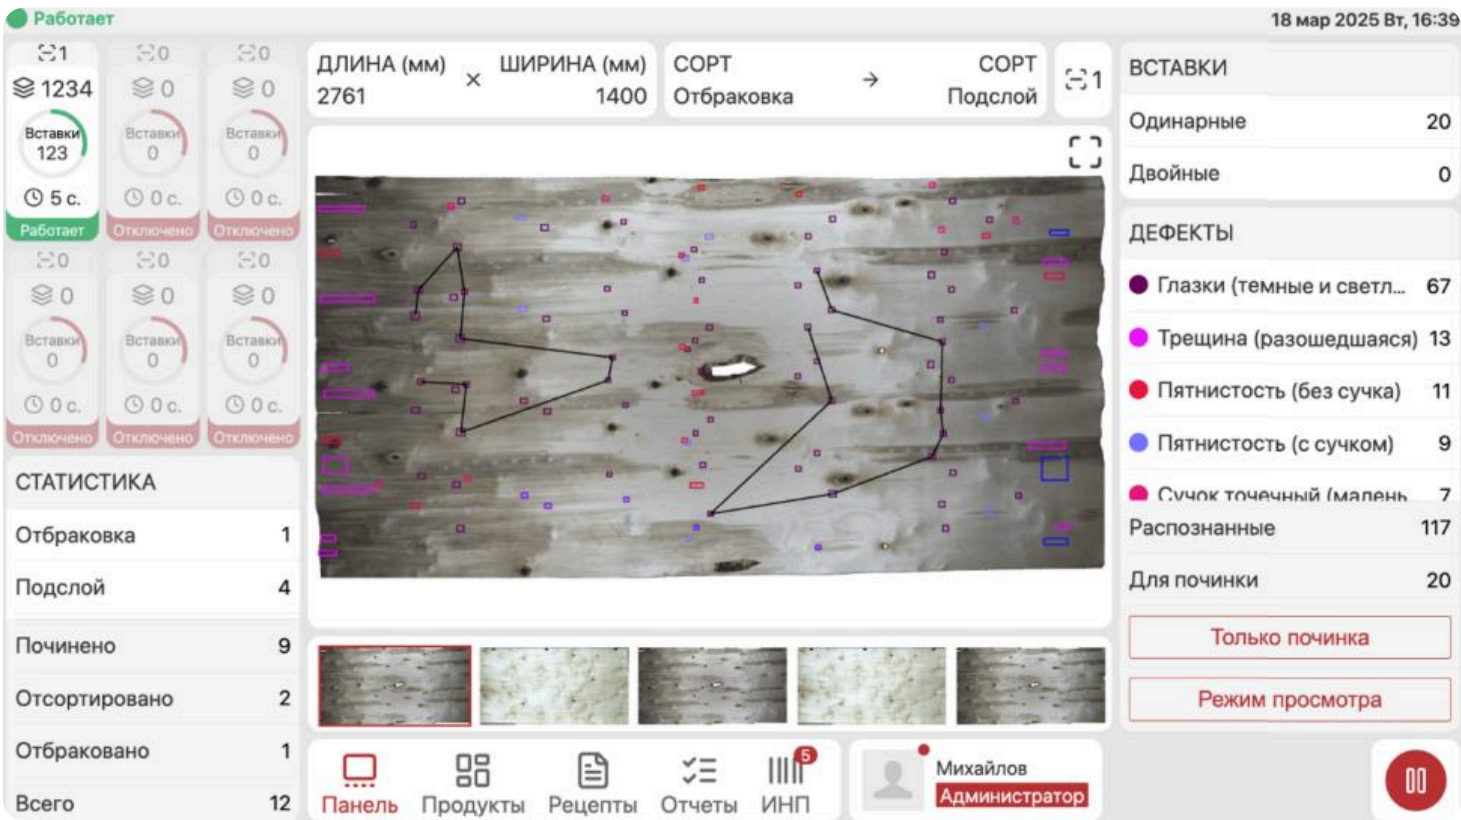 Работает
18 мар 2025 Вт, 16:39
1
1234
Вставки
123
5 с.
Работает
0
0
Вставки
0
0 с.
Отключено
0
0
Вставки
0
0 с.
Отключено
0
0
Вставки
0
0 с.
Отключено
0
0
Вставки
0
0 с.
Отключено
0
0
Вставки
0
0 с.
Отключено
СТАТИСТИКА
Отбраковка 1
Подслой 4
Починено 9
Отсортировано 2
Отбраковано 1
Всего 12
ДЛИНА (мм) × ШИРИНА (мм)
2761 1400
СОРТ → СОРТ
Отбраковка Подслой
1
ВСТАВКИ
Одинарные 20
Двойные 0
ДЕФЕКТЫ
Глазки (темные и светл... 67
Трещина (разошедшаяся) 13
Пятнистость (без сучка) 11
Пятнистость (с сучком) 9
Сучок точечный (малень 7
Распознанные 117
Для починки 20
Только починка
Режим просмотра
Панель
Продукты
Рецепты
Отчеты
5
ИНП
Михайлов
Администратор